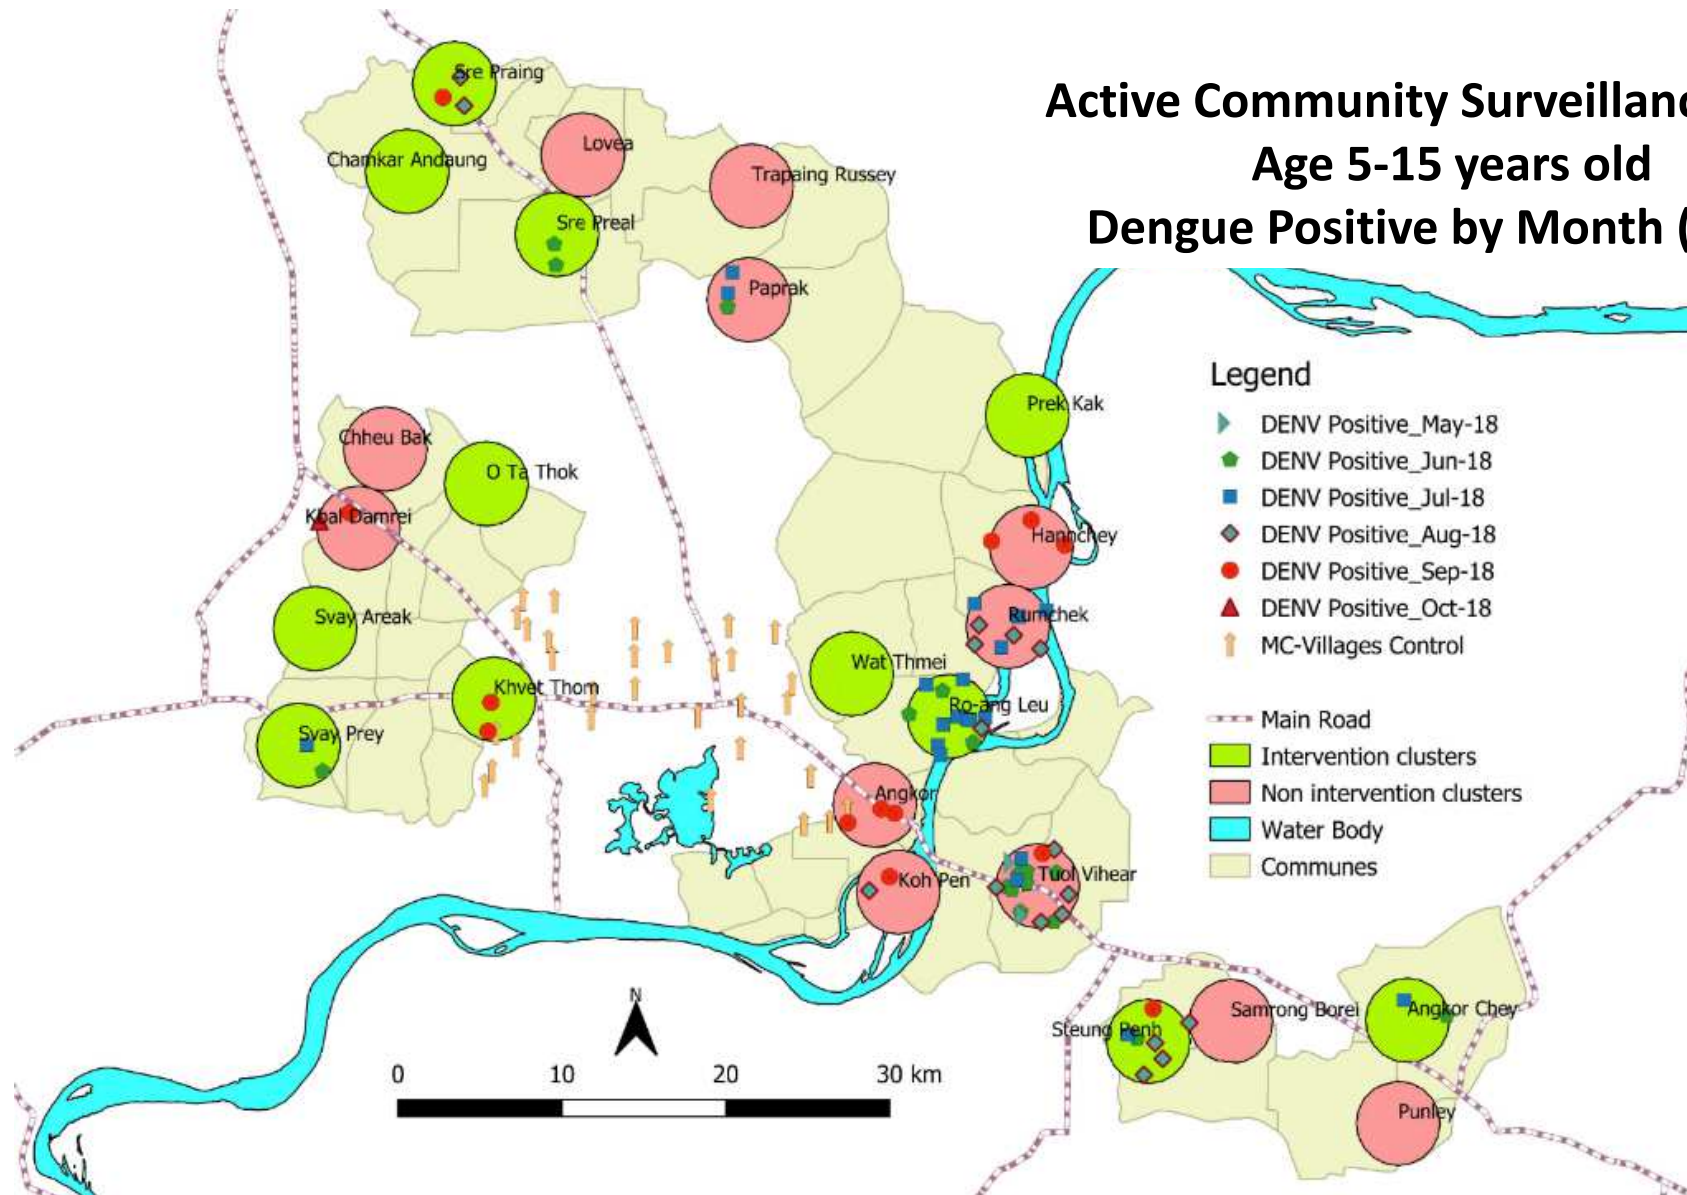 Active Community Surveillanc
Age 5-15 years old
Dengue Positive by Month (
Sre Praing
Lovea
Chamkar Andaung
Trapaing Russey
Sre Preal
Paprak
Prek Kak
Chheu Bak
O Ta Thok
Kbal Damrei
Hannchey
Svay Areak
Rumchek
Wat Thmei
Khvet Thom
Ro-ang Leu
Svay Prey
Angkor
Koh Pen
Tuol Vihear
Samrong Borei
Angkor Chey
Steung Penh
Punley
Legend
DENV Positive_May-18
DENV Positive_Jun-18
DENV Positive_Jul-18
DENV Positive_Aug-18
DENV Positive_Sep-18
DENV Positive_Oct-18
MC-Villages Control
Main Road
Intervention clusters
Non intervention clusters
Water Body
Communes
N
0 10 20 30 km